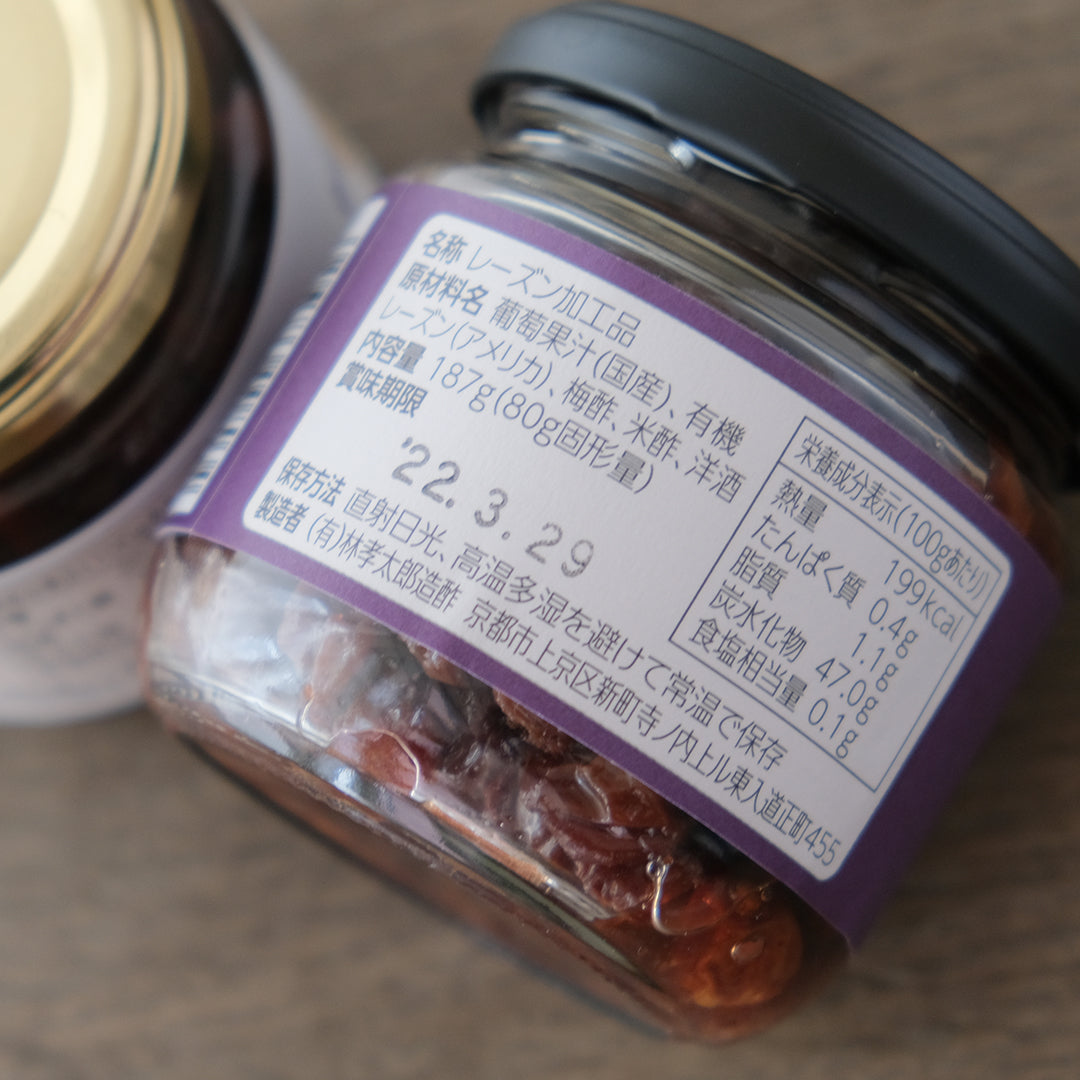 名称 レーズン加工品
原材料名 葡萄果汁(国産)、有機
レーズン(アメリカ)、梅酢、米酢、洋酒
内容量 187g(80g固形量)
賞味期限
'22. 3. 29
保存方法 直射日光、高温多湿を避けて常温で保存
製造者 (有)林孝太郎造酢 京都市上京区新町寺ノ内上ル東入道正町455
栄養成分表示(100gあたり)
熱量 199kcal
たんぱく質 0.4g
脂質 1.1g
炭水化物 47.0g
食塩相当量 0.1g